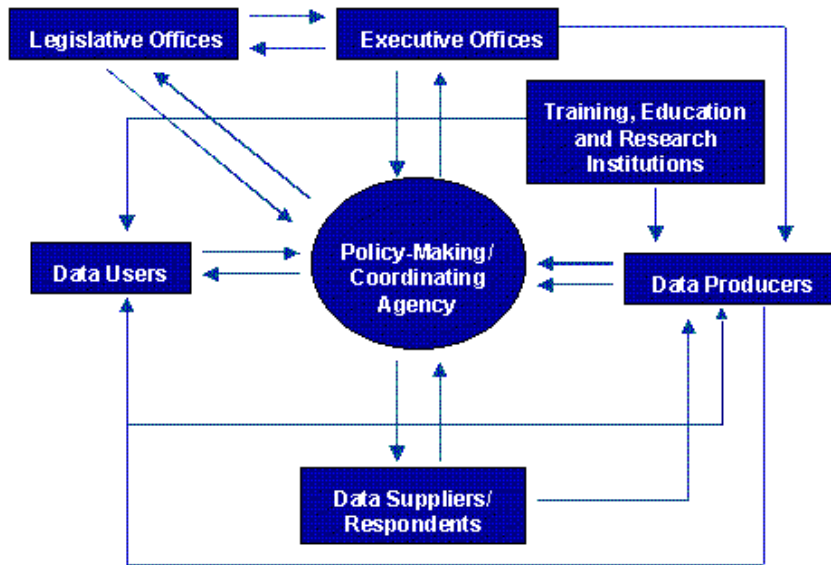 Legislative Offices
Executive Offices
Training, Education
and Research
Institutions
Data Users
Policy-Making/
Coordinating
Agency
Data Producers
Data Suppliers/
Respondents